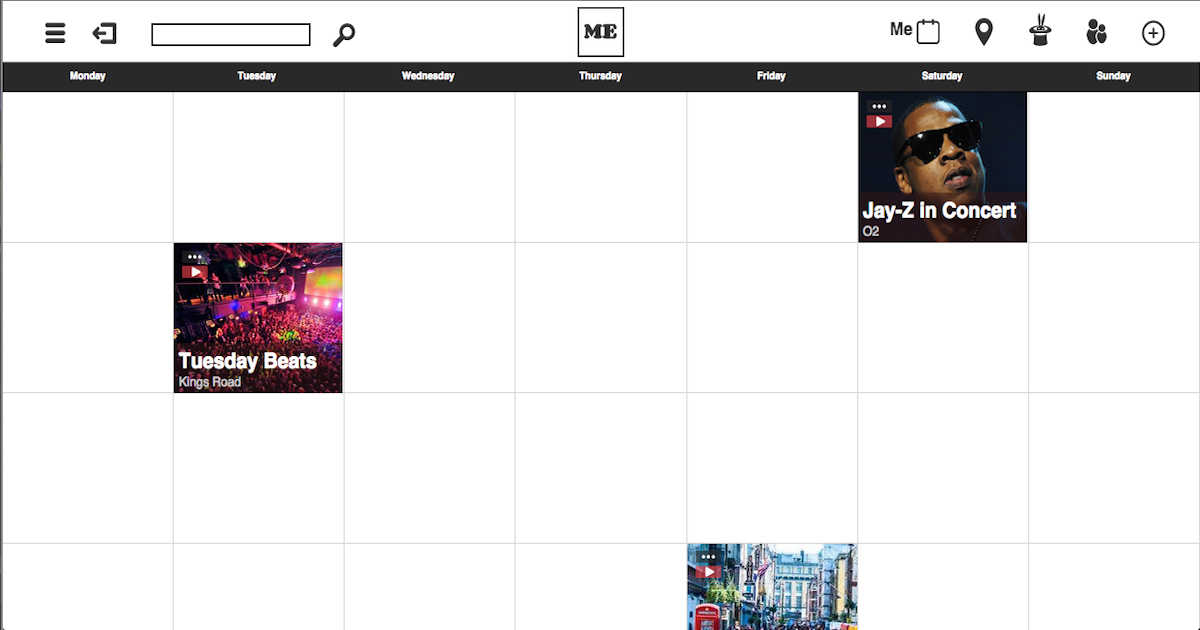 ME
Me
Monday Tuesday Wednesday Thursday Friday Saturday Sunday
Jay-Z in Concert
O2
Tuesday Beats
Kings Road